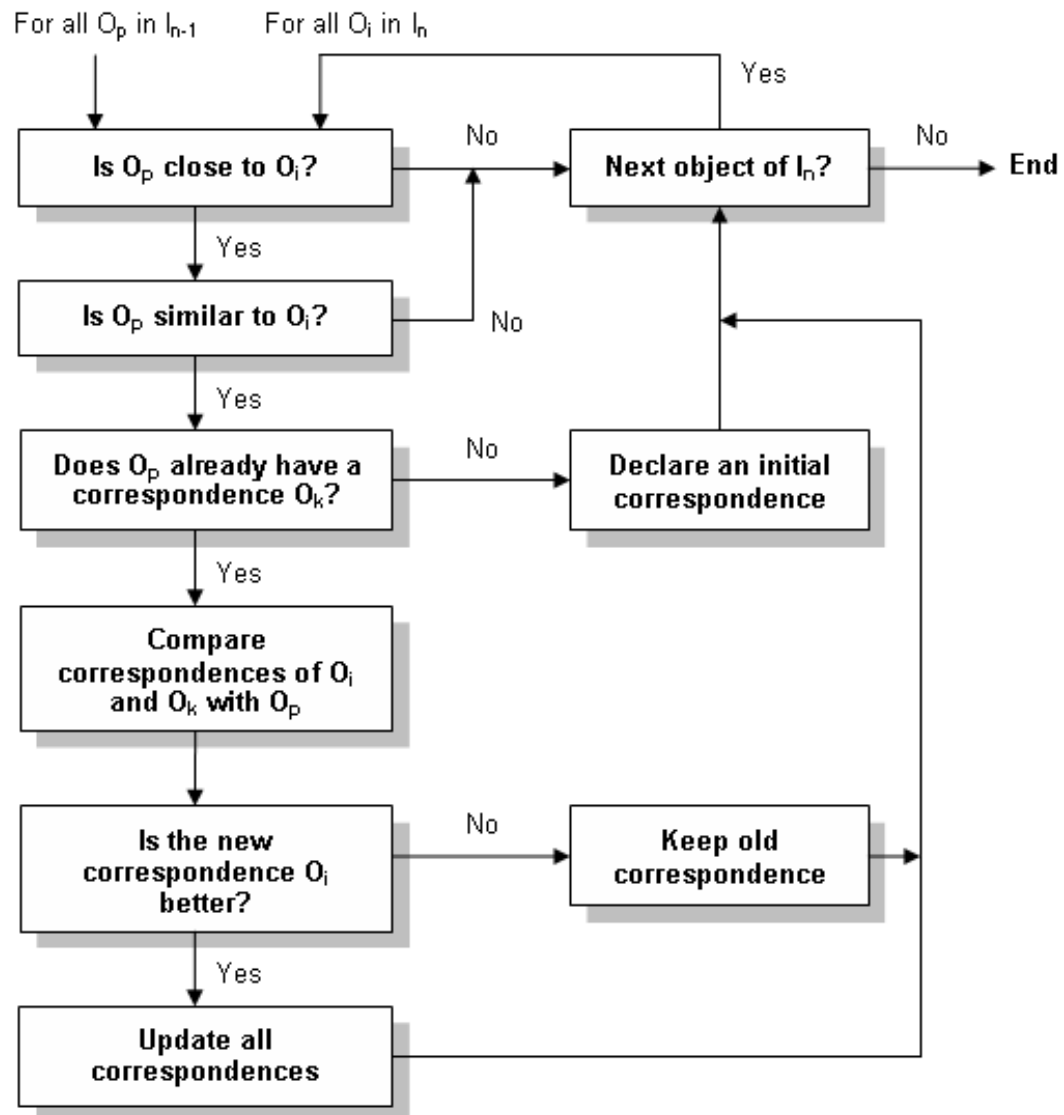 For all Oₚ in Iₙ₋₁
For all Oᵢ in Iₙ
Yes
Is Oₚ close to Oᵢ?
No
Next object of Iₙ?
No
End
Yes
Is Oₚ similar to Oᵢ?
No
Yes
Does Oₚ already have a
correspondence Oₖ?
No
Declare an initial
correspondence
Yes
Compare
correspondences of Oᵢ
and Oₖ with Oₚ
Is the new
correspondence Oᵢ
better?
No
Keep old
correspondence
Yes
Update all
correspondences